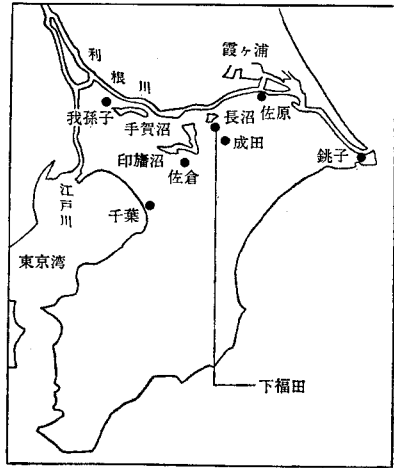 利根川
霞ヶ浦
我孫子
手賀沼
長沼
佐原
成田
印旛沼
佐倉
銚子
江戸川
千葉
東京湾
下福田